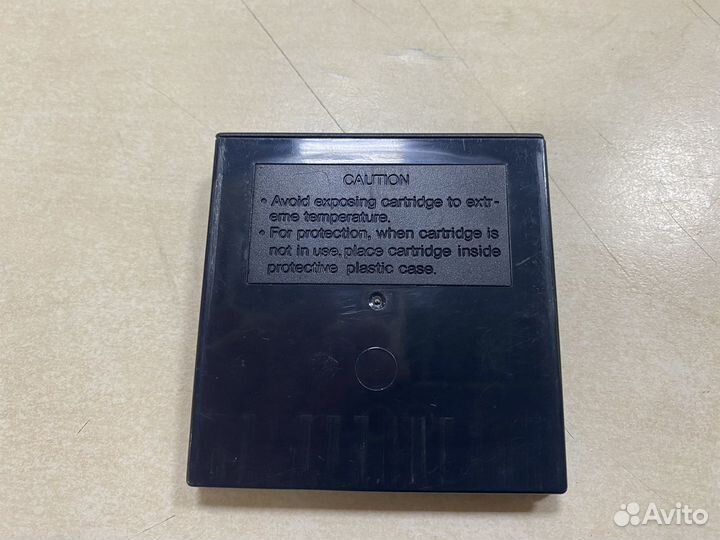 CAUTION
• Avoid exposing cartridge to extr-
eme temperature.
• For protection, when cartridge is
not in use, place cartridge inside
protective plastic case.
Avito